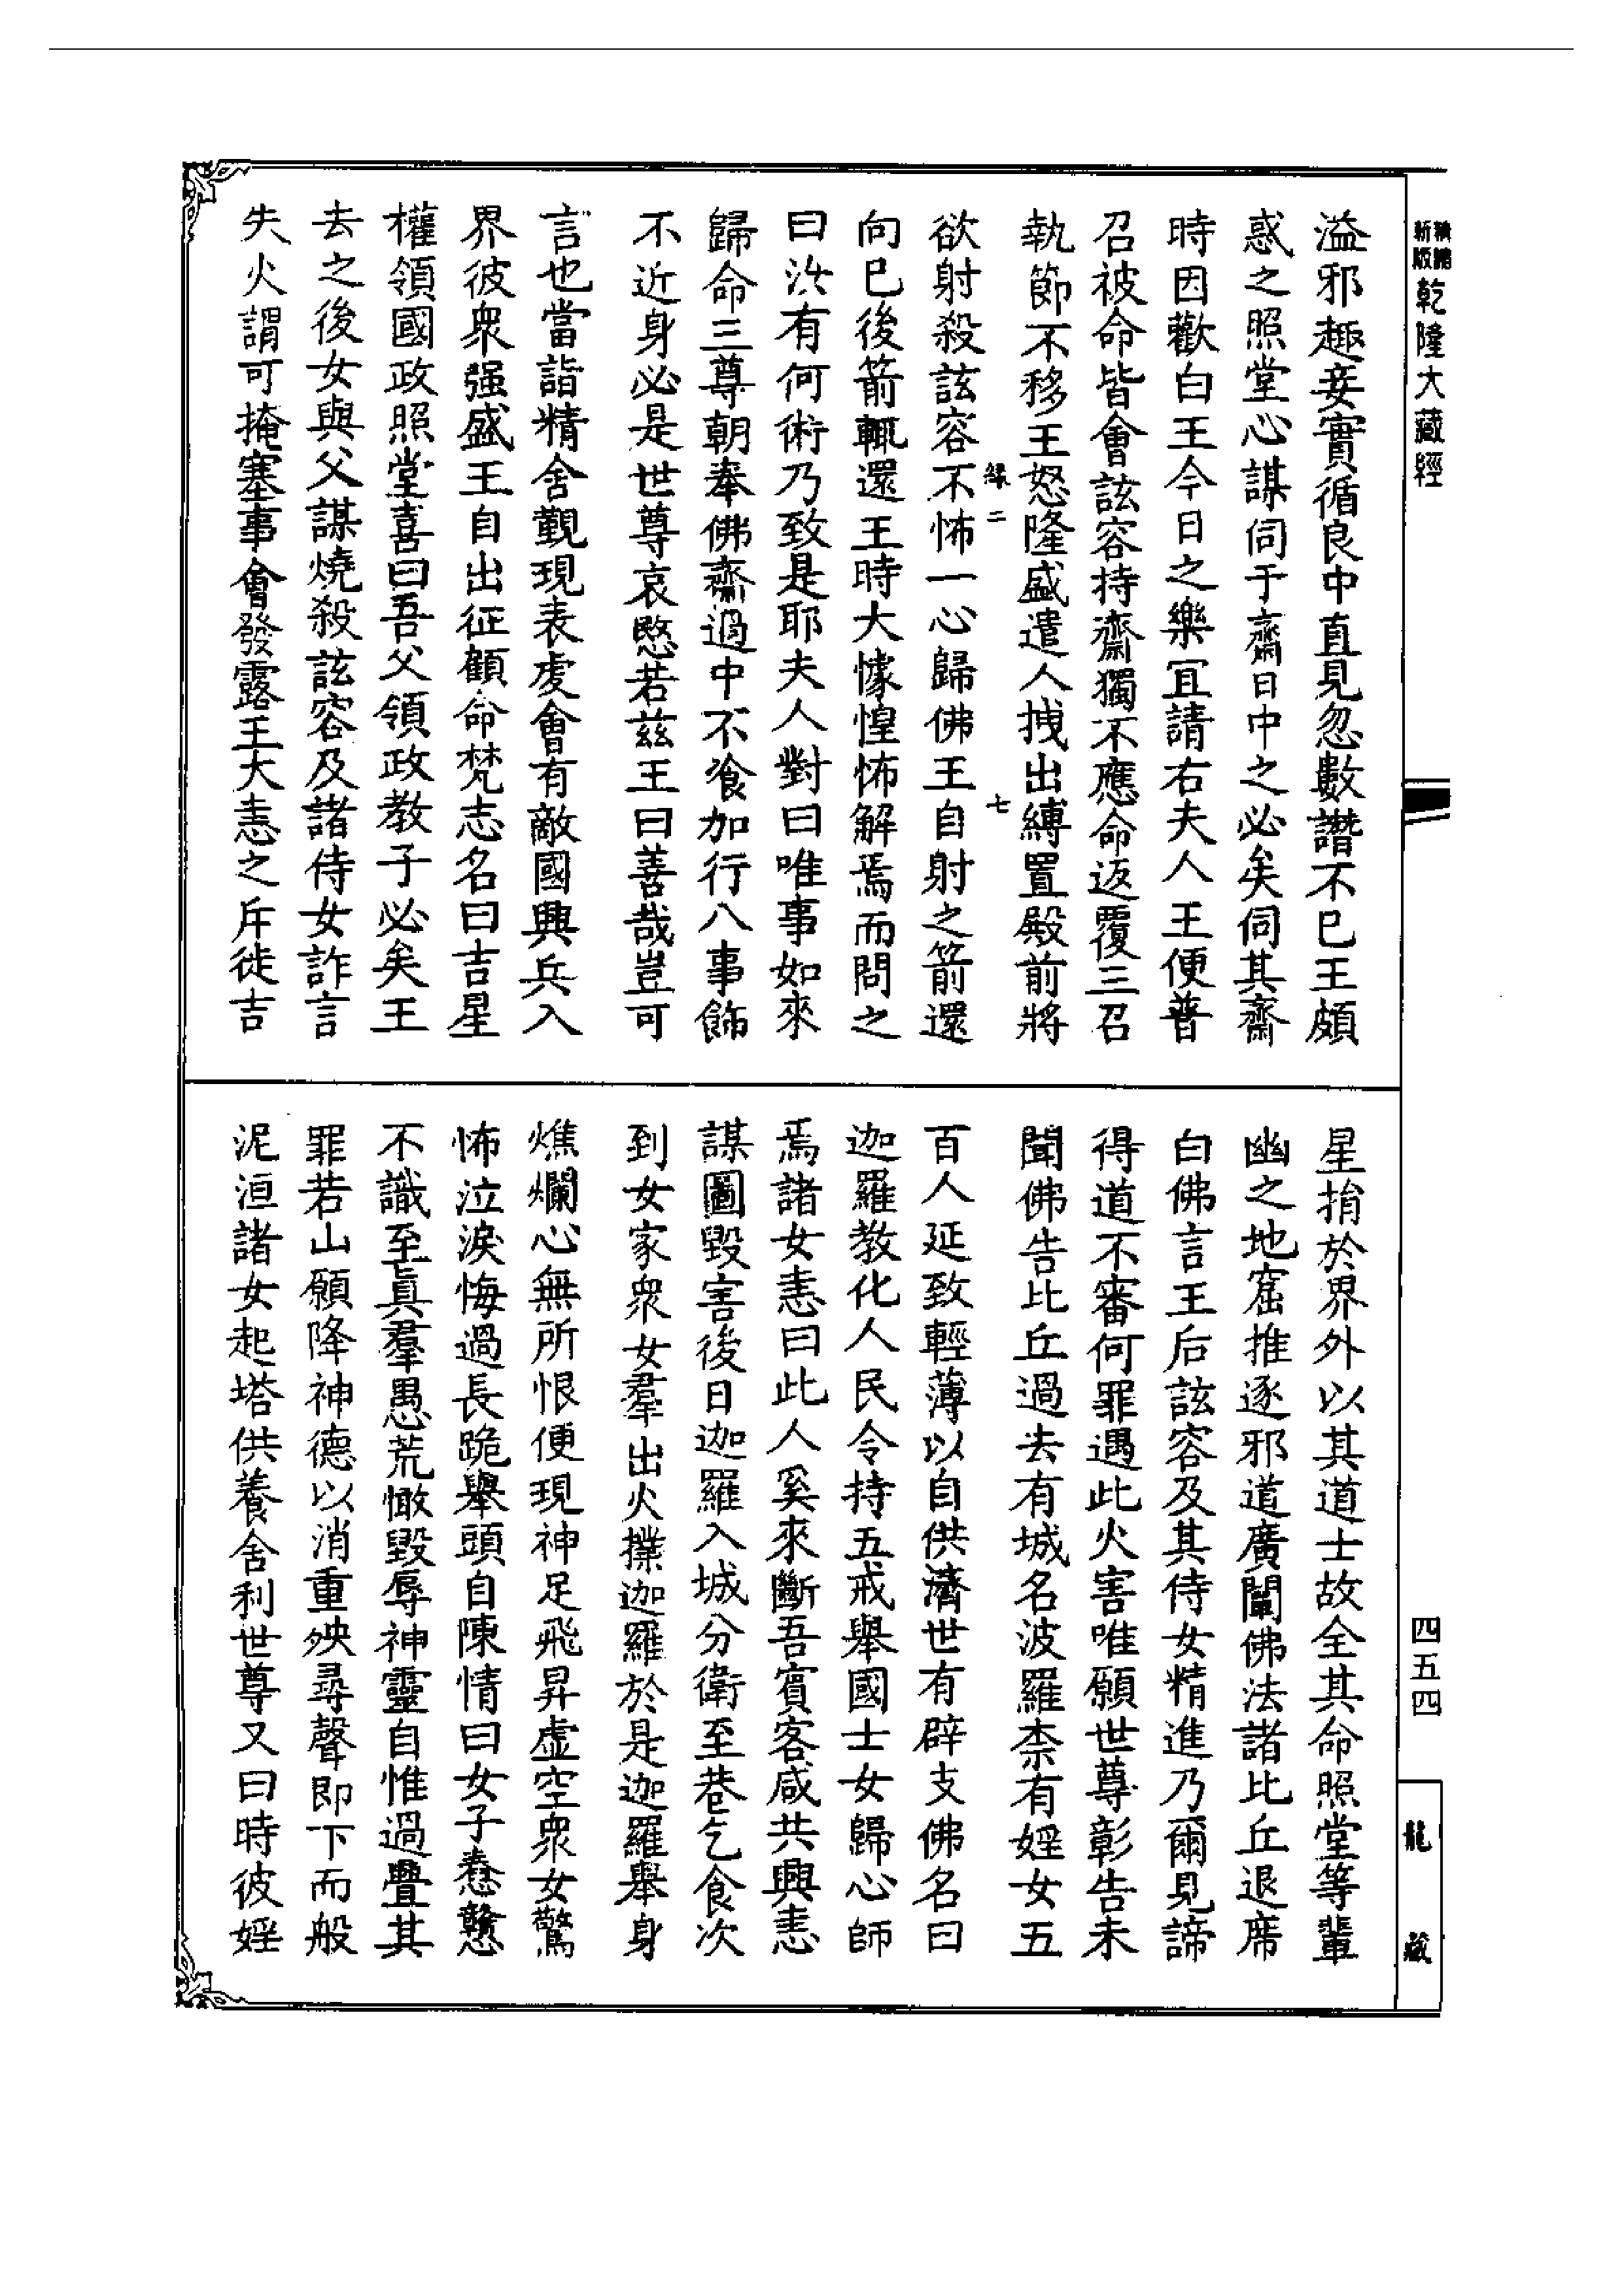 精繕
新版
乾隆大藏經
溢邪趣妄實循良中直見忽數譖不已王頗
惑之照堂心謀伺于齋日中之必矣伺其齋
時因歡白王今日之樂宜請右夫人王便普
召被命皆會該容持齋獨不應命返覆三召
執節不移王怒隆盛遣人拽出縛置殿前將
緣二
七
欲射殺該容不怖一心歸佛王自射之箭還
向已後箭輒還王時大懅惶怖解焉而問之
曰汝有何術乃致是耶夫人對曰唯事如來
歸命三尊朝奉佛齋過中不飡加行八事飾
不近身必是世尊哀愍若茲王曰善哉豈可
言也當詣精舍覲現表虔會有敵國興兵入
界彼衆强盛王自出征顧命梵志名曰吉星
權領國政照堂喜曰吾父領政教子必矣王
去之後女與父謀燒殺該容及諸侍女詐言
失火謂可掩塞事會發露王大恚之斥徙吉
星捐於界外以其道士故全其命照堂等輩
幽之地窟推逐邪道廣闡佛法諸比丘退席
白佛言王后該容及其侍女精進乃爾見諦
得道不審何罪遇此火害唯願世尊彰告未
聞佛告比丘過去有城名波羅柰有婬女五
百人延致輕薄以自供濟世有辟支佛名曰
迦羅教化人民令持五戒舉國士女歸心師
焉諸女恚曰此人奚來斷吾賓客咸共興恚
謀圖毀害後日迦羅入城分衛至巷乞食次
到女家衆女羣出火𢷤迦羅於是迦羅舉身
燋爛心無所恨便現神足飛昇虛空衆女驚
怖泣淚悔過長跪舉頭自陳情曰女子惷戇
不識至眞羣愚荒憿毀辱神靈自惟過疊其
罪若山願降神德以消重殃尋聲即下而般
泥洹諸女起塔供養舍利世尊又曰時彼婬
四五四
龍藏